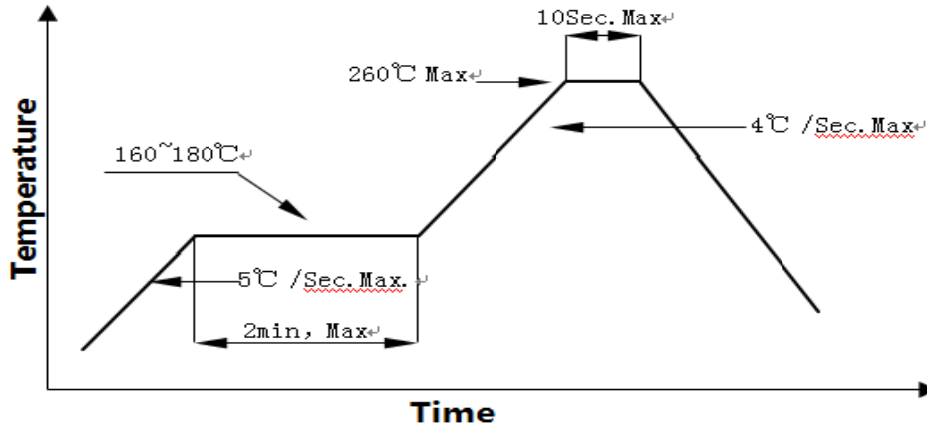 10Sec.Max↵
260℃ Max↵
4℃ /Sec.Max↵
160~180℃↵
5℃ /Sec.Max.↵
2min, Max↵
Temperature
Time